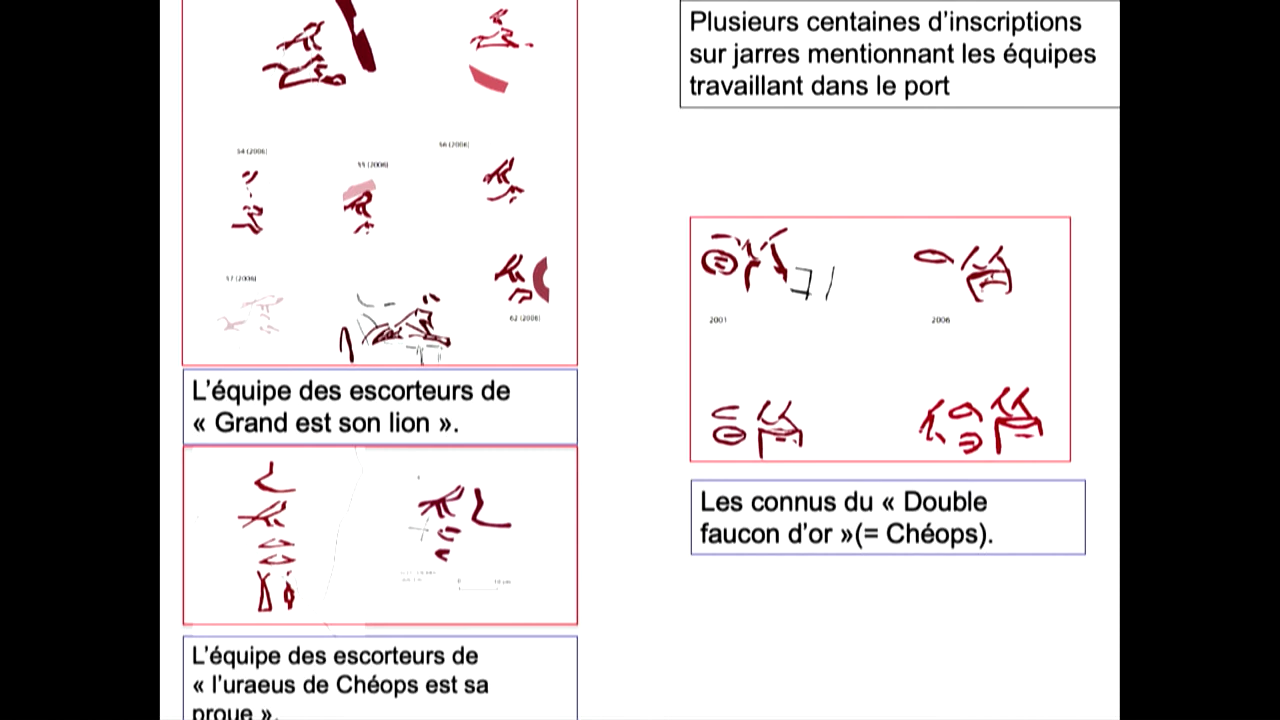 Plusieurs centaines d’inscriptions
sur jarres mentionnant les équipes
travaillant dans le port
54 (2006)
55 (2006)
56 (2006)
57 (2006)
62 (2006)
L’équipe des escorteurs de
« Grand est son lion ».
2001
2006
Les connus du « Double
faucon d’or »(= Chéops).
L’équipe des escorteurs de
« l’uraeus de Chéops est sa
proue ».